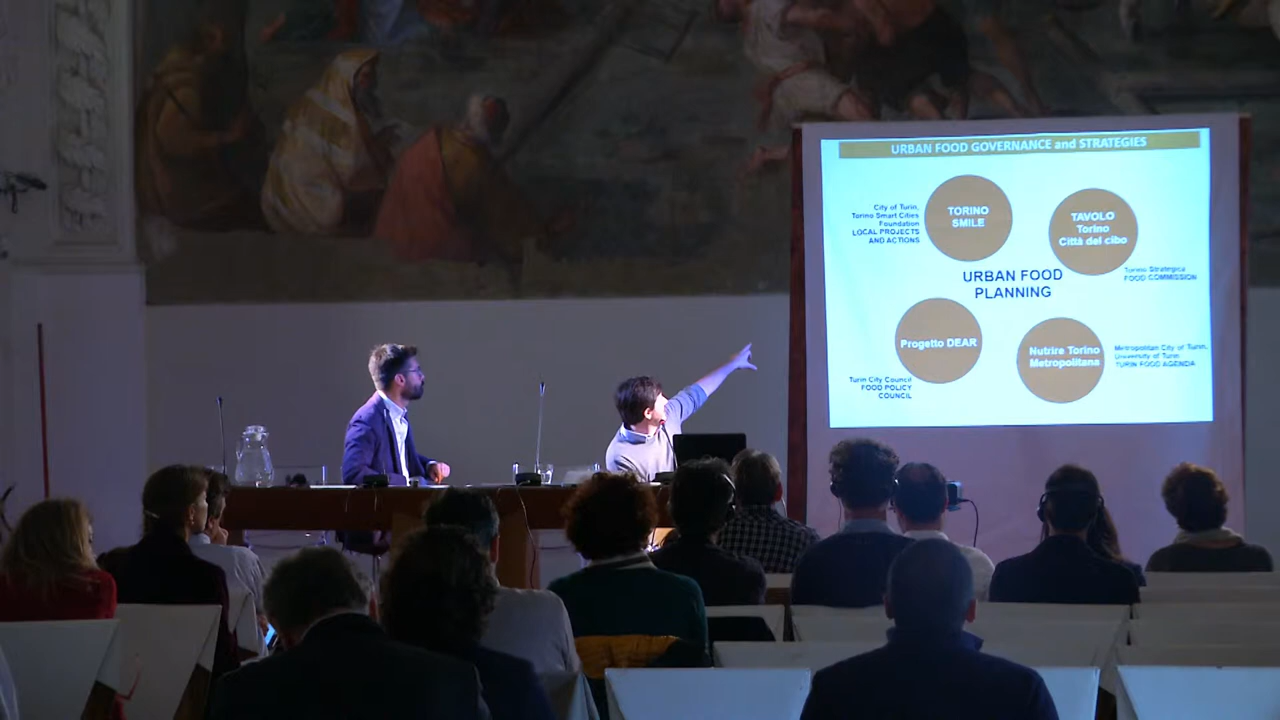 URBAN FOOD GOVERNANCE and STRATEGIES
City of Turin,
Torino Smart Cities
Foundation
LOCAL PROJECTS
AND ACTIONS
TORINO
SMILE
TAVOLO
Torino
Città del cibo
Torino Strategica
FOOD COMMISSION
URBAN FOOD
PLANNING
Progetto DEAR
Turin City Council
FOOD POLICY
COUNCIL
Nutrire Torino
Metropolitana
Metropolitan City of Turin,
University of Turin:
TURIN FOOD AGENDA